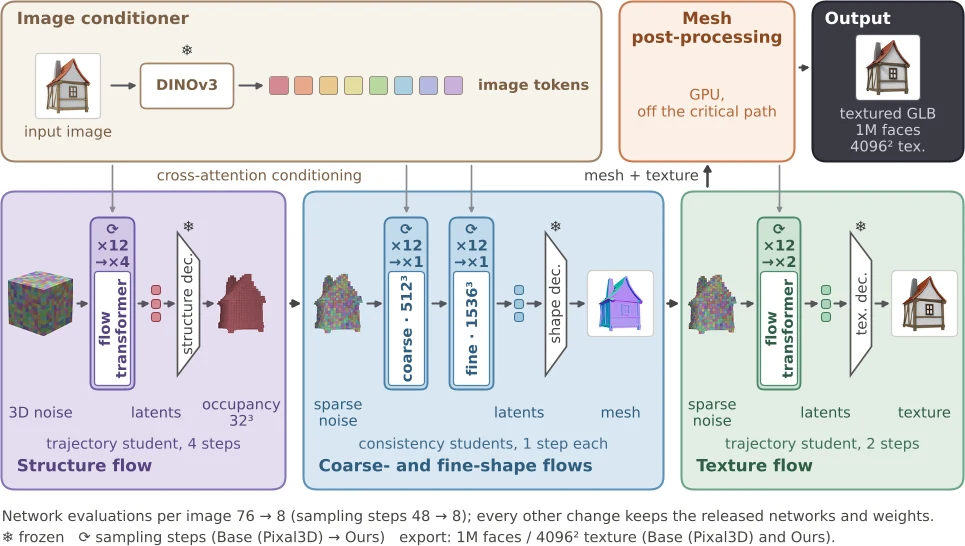 Image conditioner
❄
DINOv3
image tokens
input image
Mesh
post-processing
GPU,
off the critical path
Output
textured GLB
1M faces
4096² tex.
cross-attention conditioning
mesh + texture
⟳
×12
→×4
flow
transformer
❄
structure dec.
3D noise
latents
occupancy
32³
trajectory student, 4 steps
Structure flow
⟳
×12
→×1
coarse · 512³
⟳
×12
→×1
fine · 1536³
❄
shape dec.
sparse
noise
latents
mesh
consistency students, 1 step each
Coarse- and fine-shape flows
⟳
×12
→×2
flow
transformer
❄
tex. dec.
sparse
noise
latents
texture
trajectory student, 2 steps
Texture flow
Network evaluations per image 76 → 8 (sampling steps 48 → 8); every other change keeps the released networks and weights.
❄ frozen ⟳ sampling steps (Base (Pixal3D) → Ours) export: 1M faces / 4096² texture (Base (Pixal3D) and Ours).